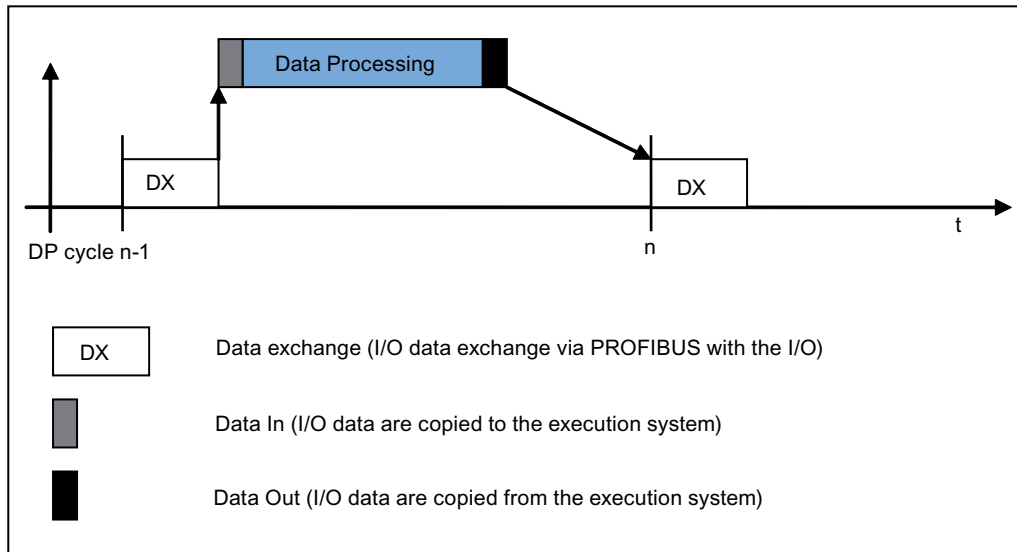 Data Processing
DX
DX
t
DP cycle n-1
n
DX
Data exchange (I/O data exchange via PROFIBUS with the I/O)
Data In (I/O data are copied to the execution system)
Data Out (I/O data are copied from the execution system)